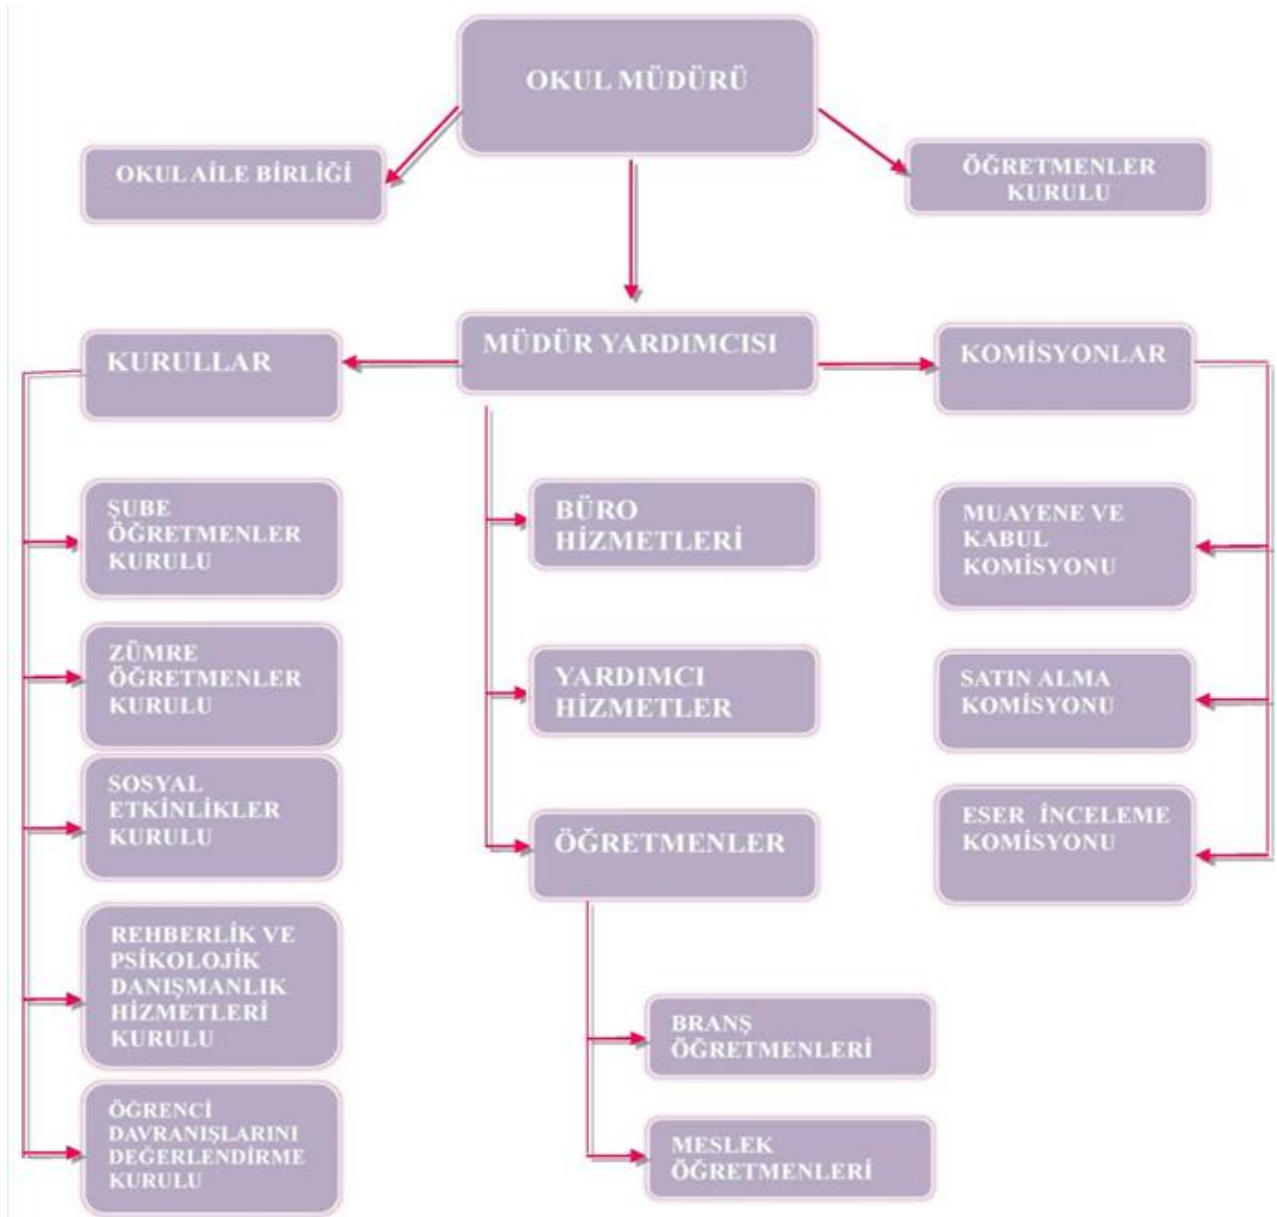 OKUL MÜDÜRÜ
OKUL AİLE BİRLİĞİ
ÖĞRETMENLER
KURULU
KURULLAR
MÜDÜR YARDIMCISI
KOMİSYONLAR
ŞUBE
ÖĞRETMENLER
KURULU
ZÜMRE
ÖĞRETMENLER
KURULU
SOSYAL
ETKİNLİKLER
KURULU
REHBERLİK VE
PSİKOLOJİK
DANIŞMANLIK
HİZMETLERİ
KURULU
ÖĞRENCİ
DAVRANIŞLARINI
DEĞERLENDİRME
KURULU
BÜRO
HİZMETLERİ
YARDIMCI
HİZMETLER
ÖĞRETMENLER
BRANŞ
ÖĞRETMENLERİ
MESLEK
ÖĞRETMENLERİ
MUAYENE VE
KABUL
KOMİSYONU
SATIN ALMA
KOMİSYONU
ESER İNCELEME
KOMİSYONU